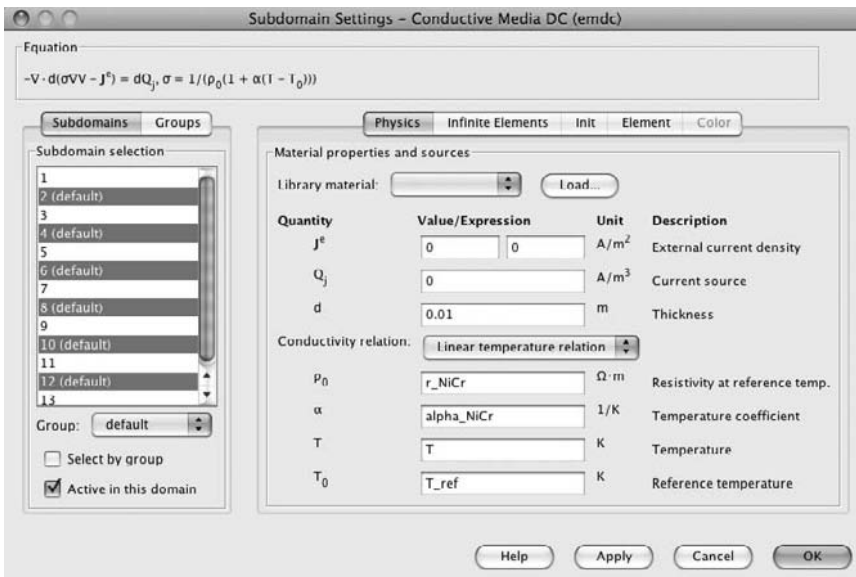 Subdomain Settings – Conductive Media DC (emdc)
Equation
-∇ · d(σ∇V – Jᵉ) = dQⱼ, σ = 1/(ρ₀(1 + α(T – T₀)))
Subdomains Groups
Subdomain selection
1
2 (default)
3
4 (default)
5
6 (default)
7
8 (default)
9
10 (default)
11
12 (default)
13
Group: default
Select by group
Active in this domain
Physics Infinite Elements Init Element Color
Material properties and sources
Library material: Load...
Quantity Value/Expression Unit Description
Jᵉ 0 0 A/m² External current density
Qⱼ 0 A/m³ Current source
d 0.01 m Thickness
Conductivity relation: Linear temperature relation
ρ₀ r_NiCr Ω·m Resistivity at reference temp.
α alpha_NiCr 1/K Temperature coefficient
T T K Temperature
T₀ T_ref K Reference temperature
Help Apply Cancel OK